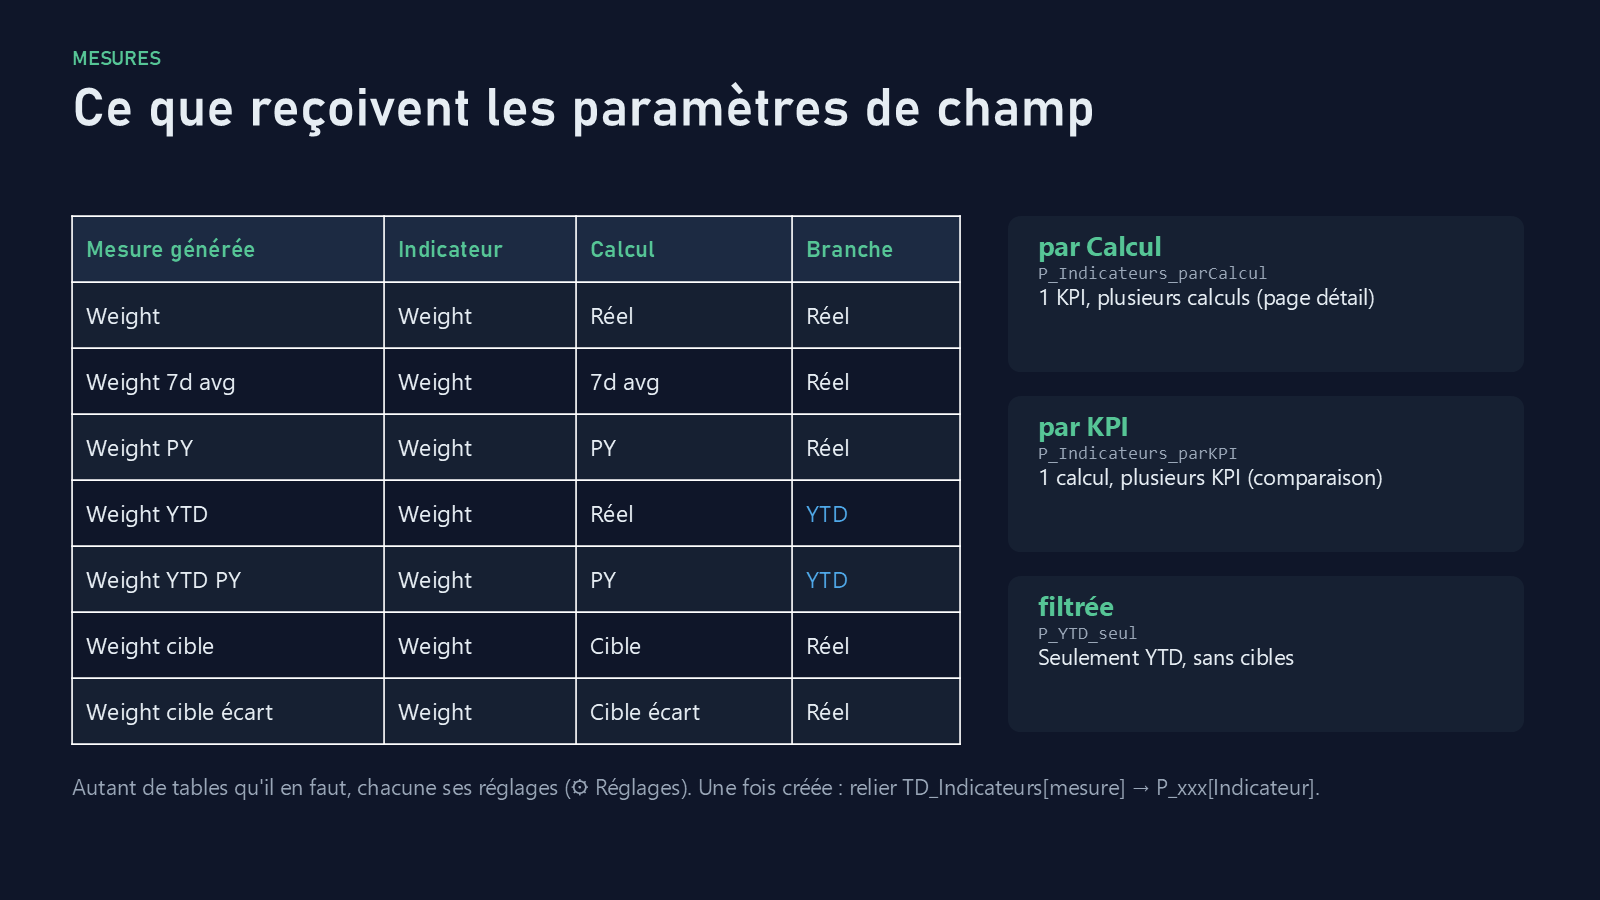 MESURES
Ce que reçoivent les paramètres de champ
Mesure générée Indicateur Calcul Branche
Weight Weight Réel Réel
Weight 7d avg Weight 7d avg Réel
Weight PY Weight PY Réel
Weight YTD Weight Réel YTD
Weight YTD PY Weight PY YTD
Weight cible Weight Cible Réel
Weight cible écart Weight Cible écart Réel
par Calcul
P_Indicateurs_parCalcul
1 KPI, plusieurs calculs (page détail)
par KPI
P_Indicateurs_parKPI
1 calcul, plusieurs KPI (comparaison)
filtrée
P_YTD_seul
Seulement YTD, sans cibles
Autant de tables qu'il en faut, chacune ses réglages (⚙ Réglages). Une fois créée : relier TD_Indicateurs[mesure] → P_xxx[Indicateur].